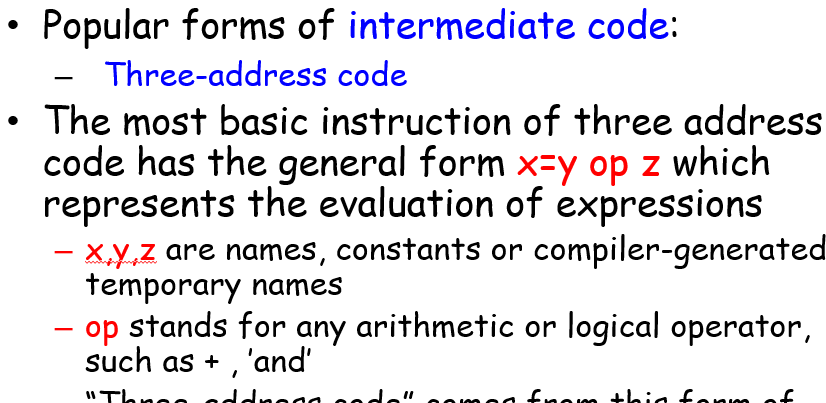 • Popular forms of intermediate code:
– Three-address code
• The most basic instruction of three address
code has the general form x=y op z which
represents the evaluation of expressions
– x,y,z are names, constants or compiler-generated
temporary names
– op stands for any arithmetic or logical operator,
such as + , 'and'
“Three-address code” comes from this form of